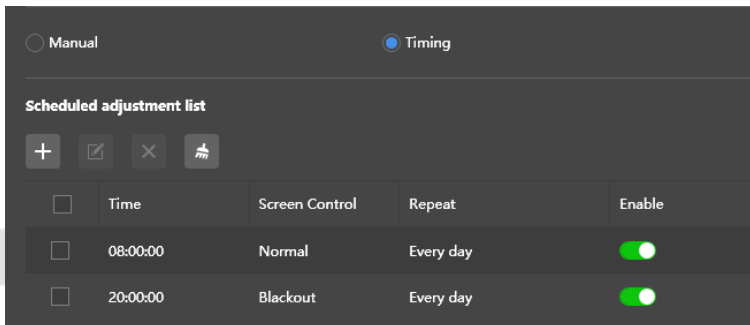 Manual Timing
Scheduled adjustment list
Time Screen Control Repeat Enable
08:00:00 Normal Every day
20:00:00 Blackout Every day